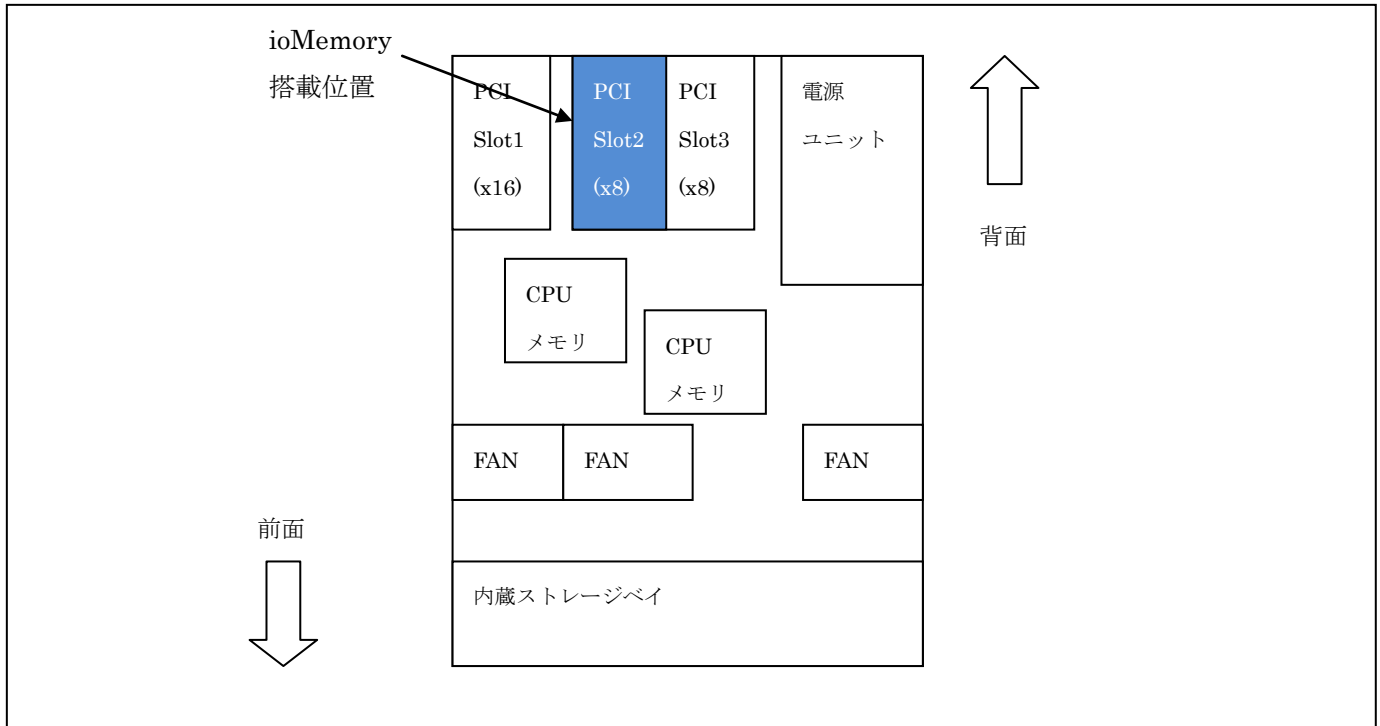 ioMemory
搭載位置
PCI
Slot1
(x16)
PCI
Slot2
(x8)
PCI
Slot3
(x8)
電源
ユニット
背面
CPU
メモリ
CPU
メモリ
FAN
FAN
FAN
前面
内蔵ストレージベイ